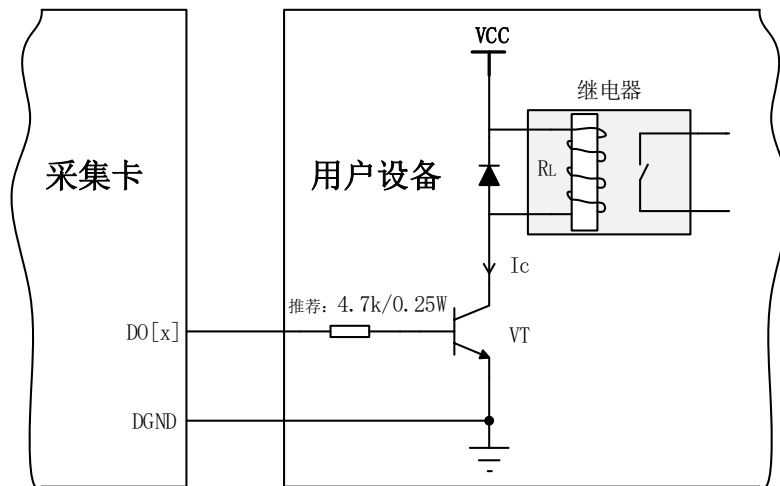 VCC
继电器
采集卡
用户设备
RL
Ic
推荐: 4.7k/0.25W
DO[x]
VT
DGND